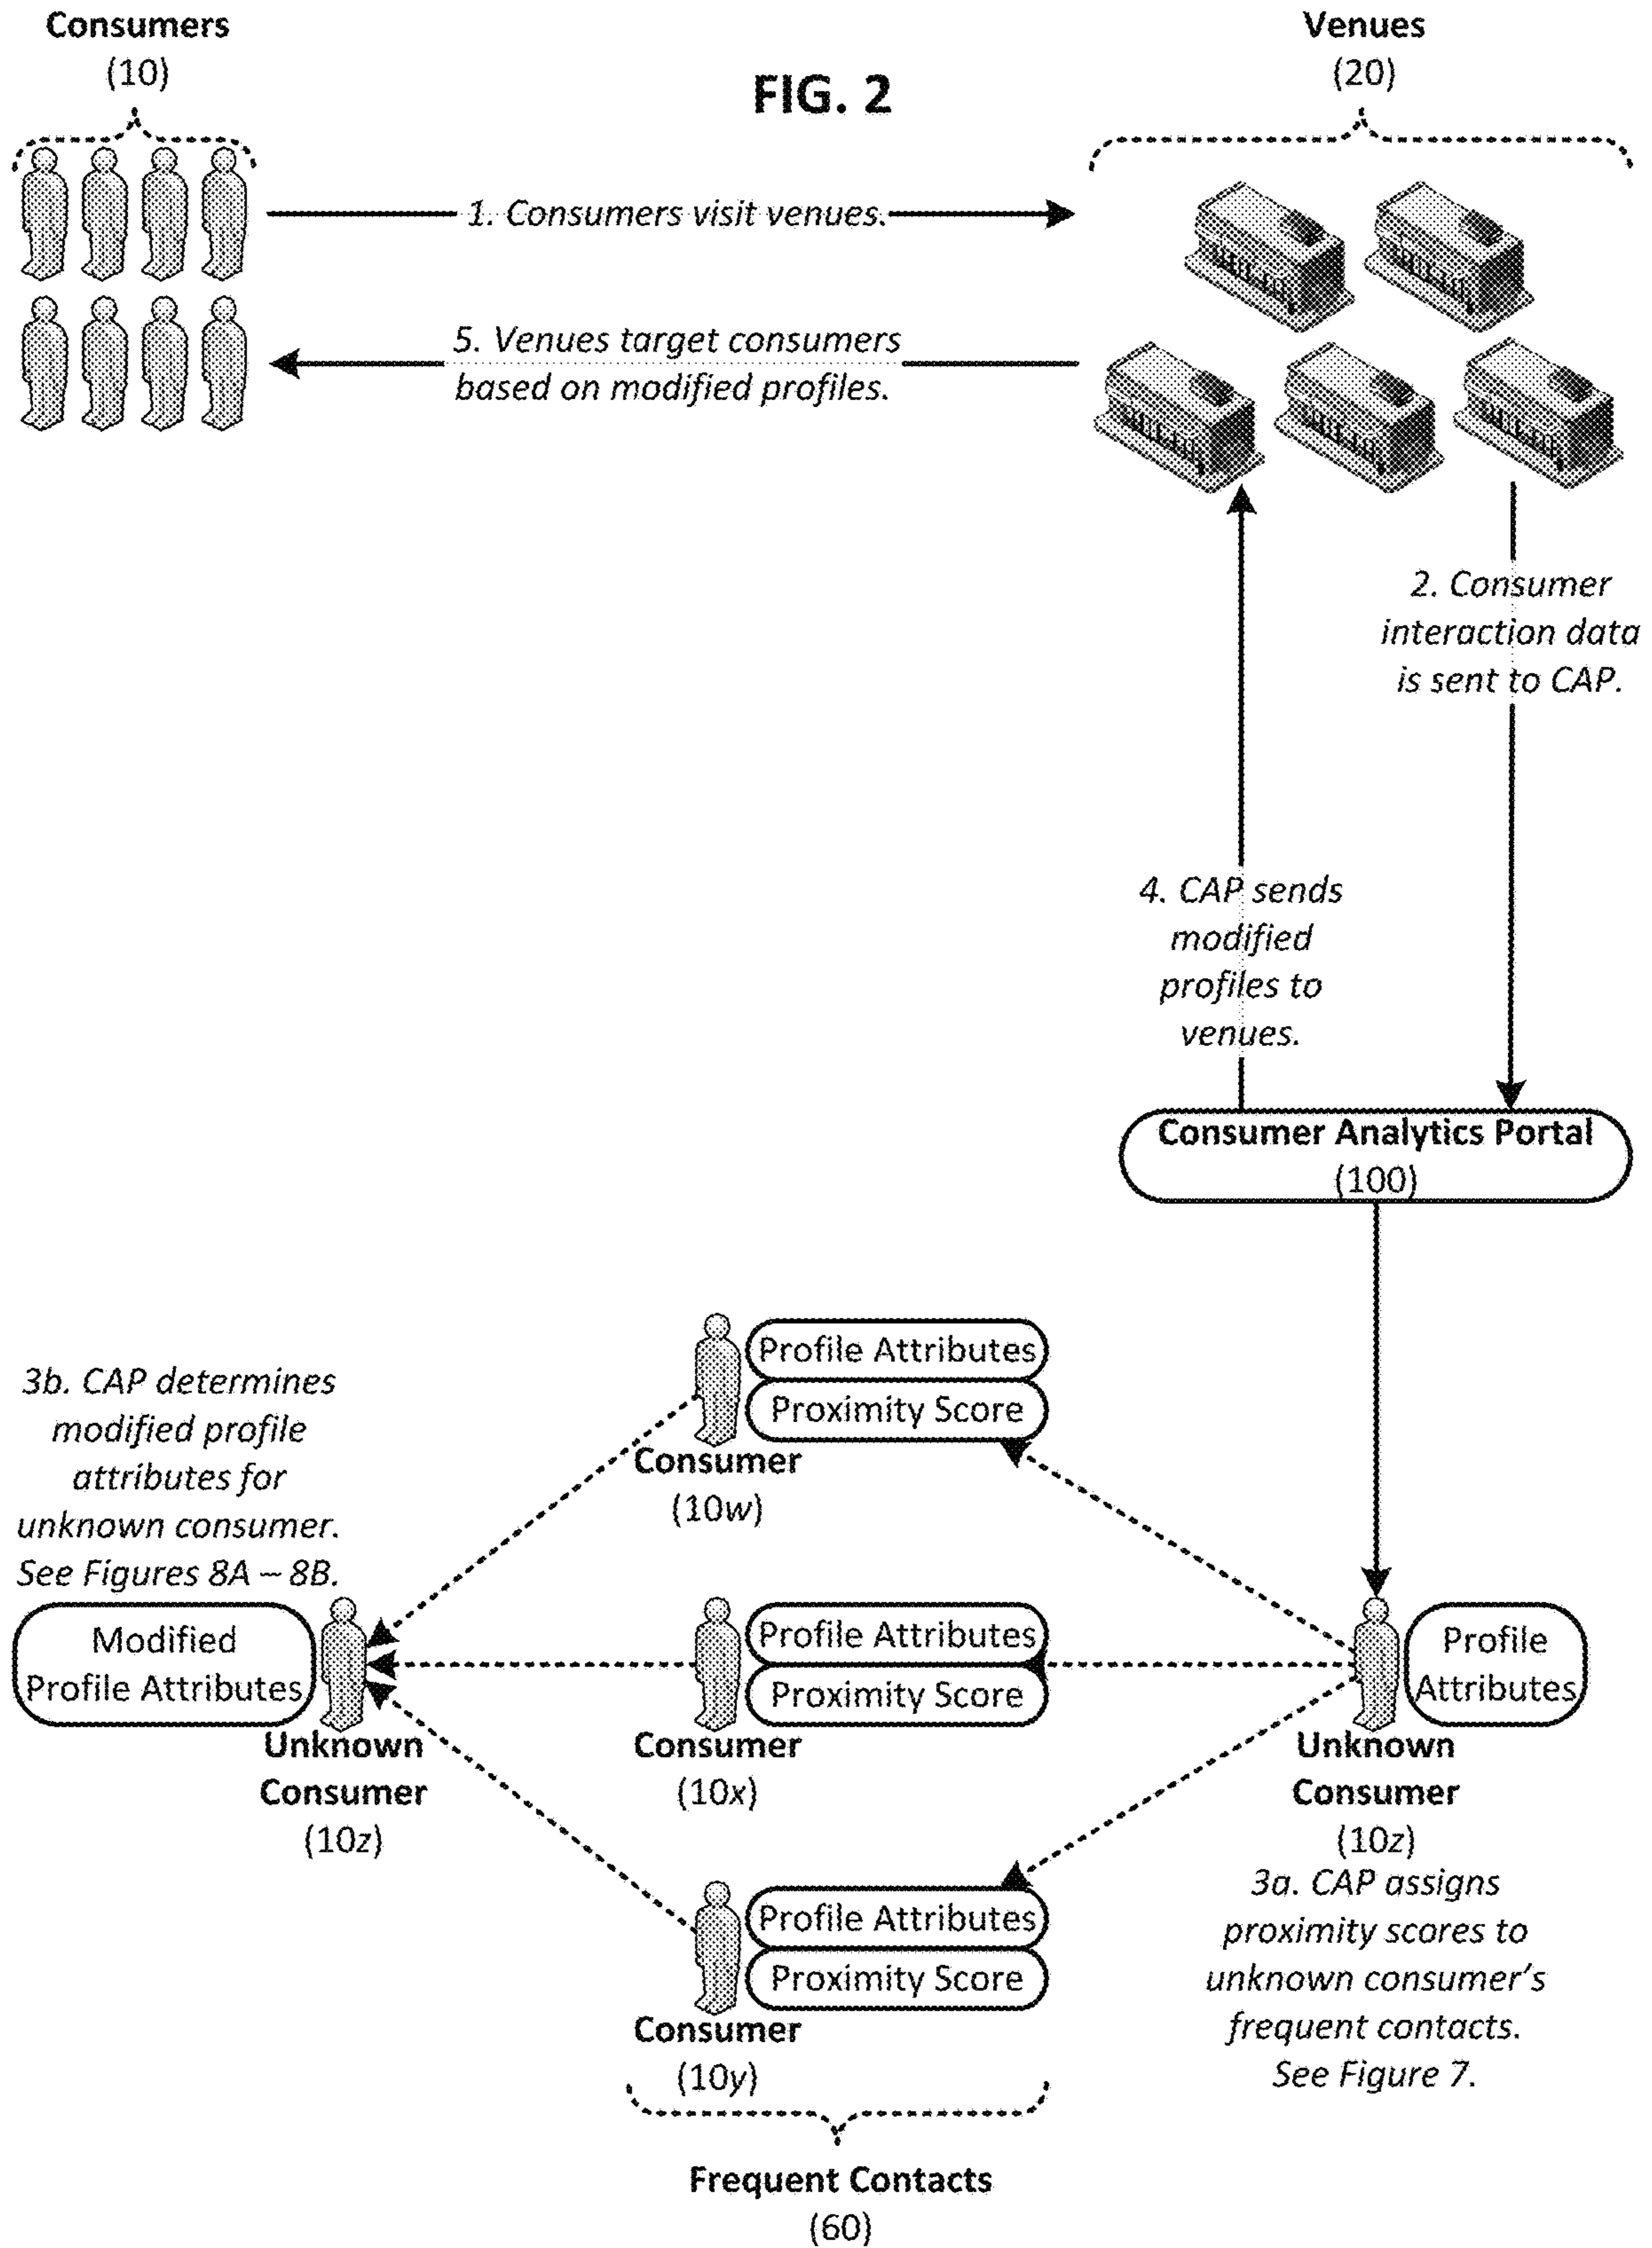 Consumers
(10)
FIG. 2
Venues
(20)
1. Consumers visit venues.
5. Venues target consumers
based on modified profiles.
2. Consumer
interaction data
is sent to CAP.
4. CAP sends
modified
profiles to
venues.
Consumer Analytics Portal
(100)
Profile Attributes
Proximity Score
Consumer
(10w)
3b. CAP determines
modified profile
attributes for
unknown consumer.
See Figures 8A – 8B.
Modified
Profile Attributes
Unknown
Consumer
(10z)
Profile Attributes
Proximity Score
Consumer
(10x)
Profile
Attributes
Unknown
Consumer
(10z)
3a. CAP assigns
proximity scores to
unknown consumer's
frequent contacts.
See Figure 7.
Profile Attributes
Proximity Score
Consumer
(10y)
Frequent Contacts
(60)